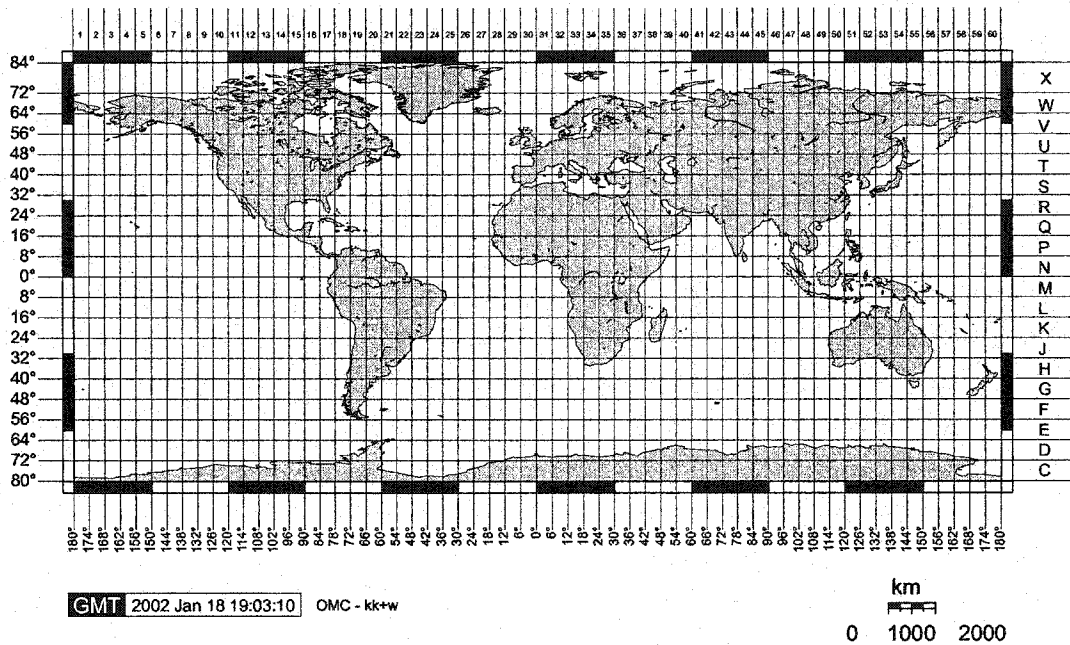 1 2 3 4 5 6 7 8 9 10 11 12 13 14 15 16 17 18 19 20 21 22 23 24 25 26 27 28 29 30 31 32 33 34 35 36 37 38 39 40 41 42 43 44 45 46 47 48 49 50 51 52 53 54 55 56 57 58 59 60
84°
X
72°
W
64°
V
56°
U
48°
T
40°
S
32°
R
24°
Q
16°
P
8°
N
0°
M
8°
L
16°
K
24°
J
32°
H
40°
G
48°
F
56°
E
64°
D
72°
C
80°
180° 174° 168° 162° 156° 150° 144° 138° 132° 126° 120° 114° 108° 102° 96° 90° 84° 78° 72° 66° 60° 54° 48° 42° 36° 30° 24° 18° 12° 6° 0° 6° 12° 18° 24° 30° 36° 42° 48° 54° 60° 66° 72° 78° 84° 90° 96° 102° 108° 114° 120° 126° 132° 138° 144° 150° 156° 162° 168° 174° 180°
GMT 2002 Jan 18 19:03:10 OMC - kk+w
km
0 1000 2000